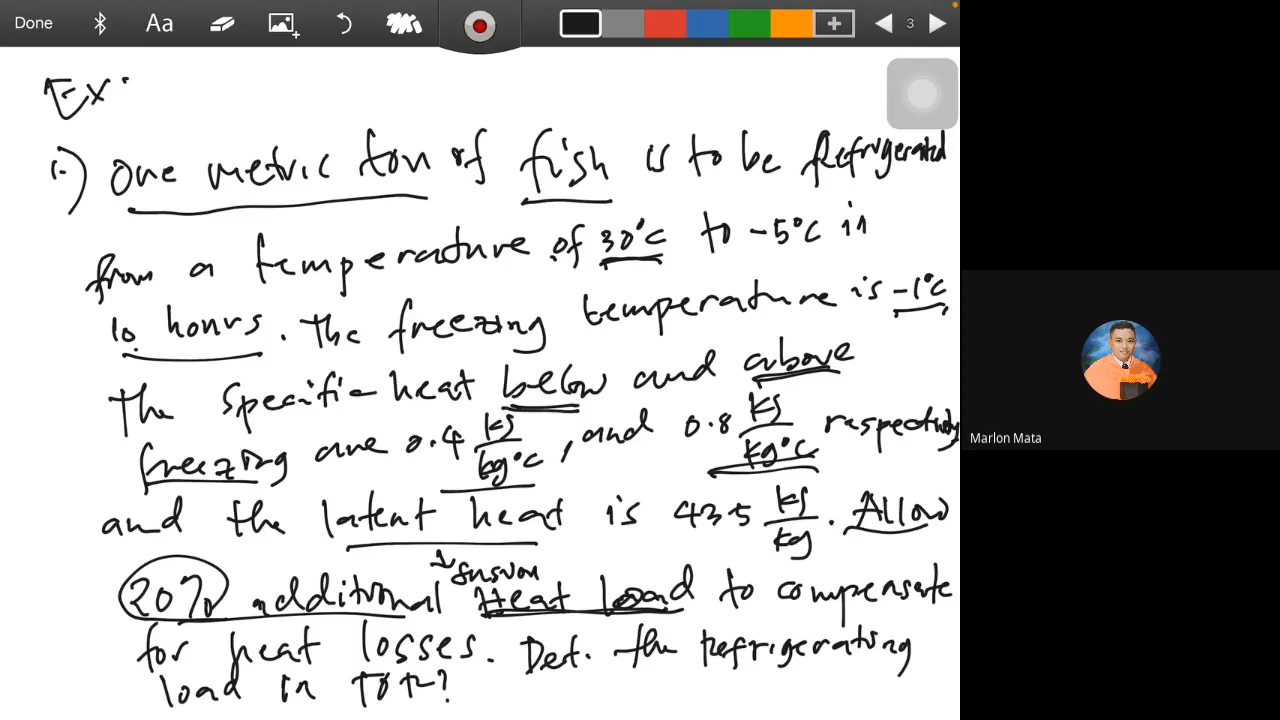 Done Aa 3
Ex:
1.) One metric ton of fish is to be Refrigerated
from a temperature of 30°C to -5°C in
10 hours. The freezing temperature is -1°C
The specific heat below and above
freezing are 0.4 kJ/kg°C, and 0.8 kJ/kg°C respectively
and the latent heat is 43.5 kJ/kg. Allow
fusion
20% additional Heat load to compensate
for heat losses. Det. the Refrigerating
load in TOR?
Marlon Mata